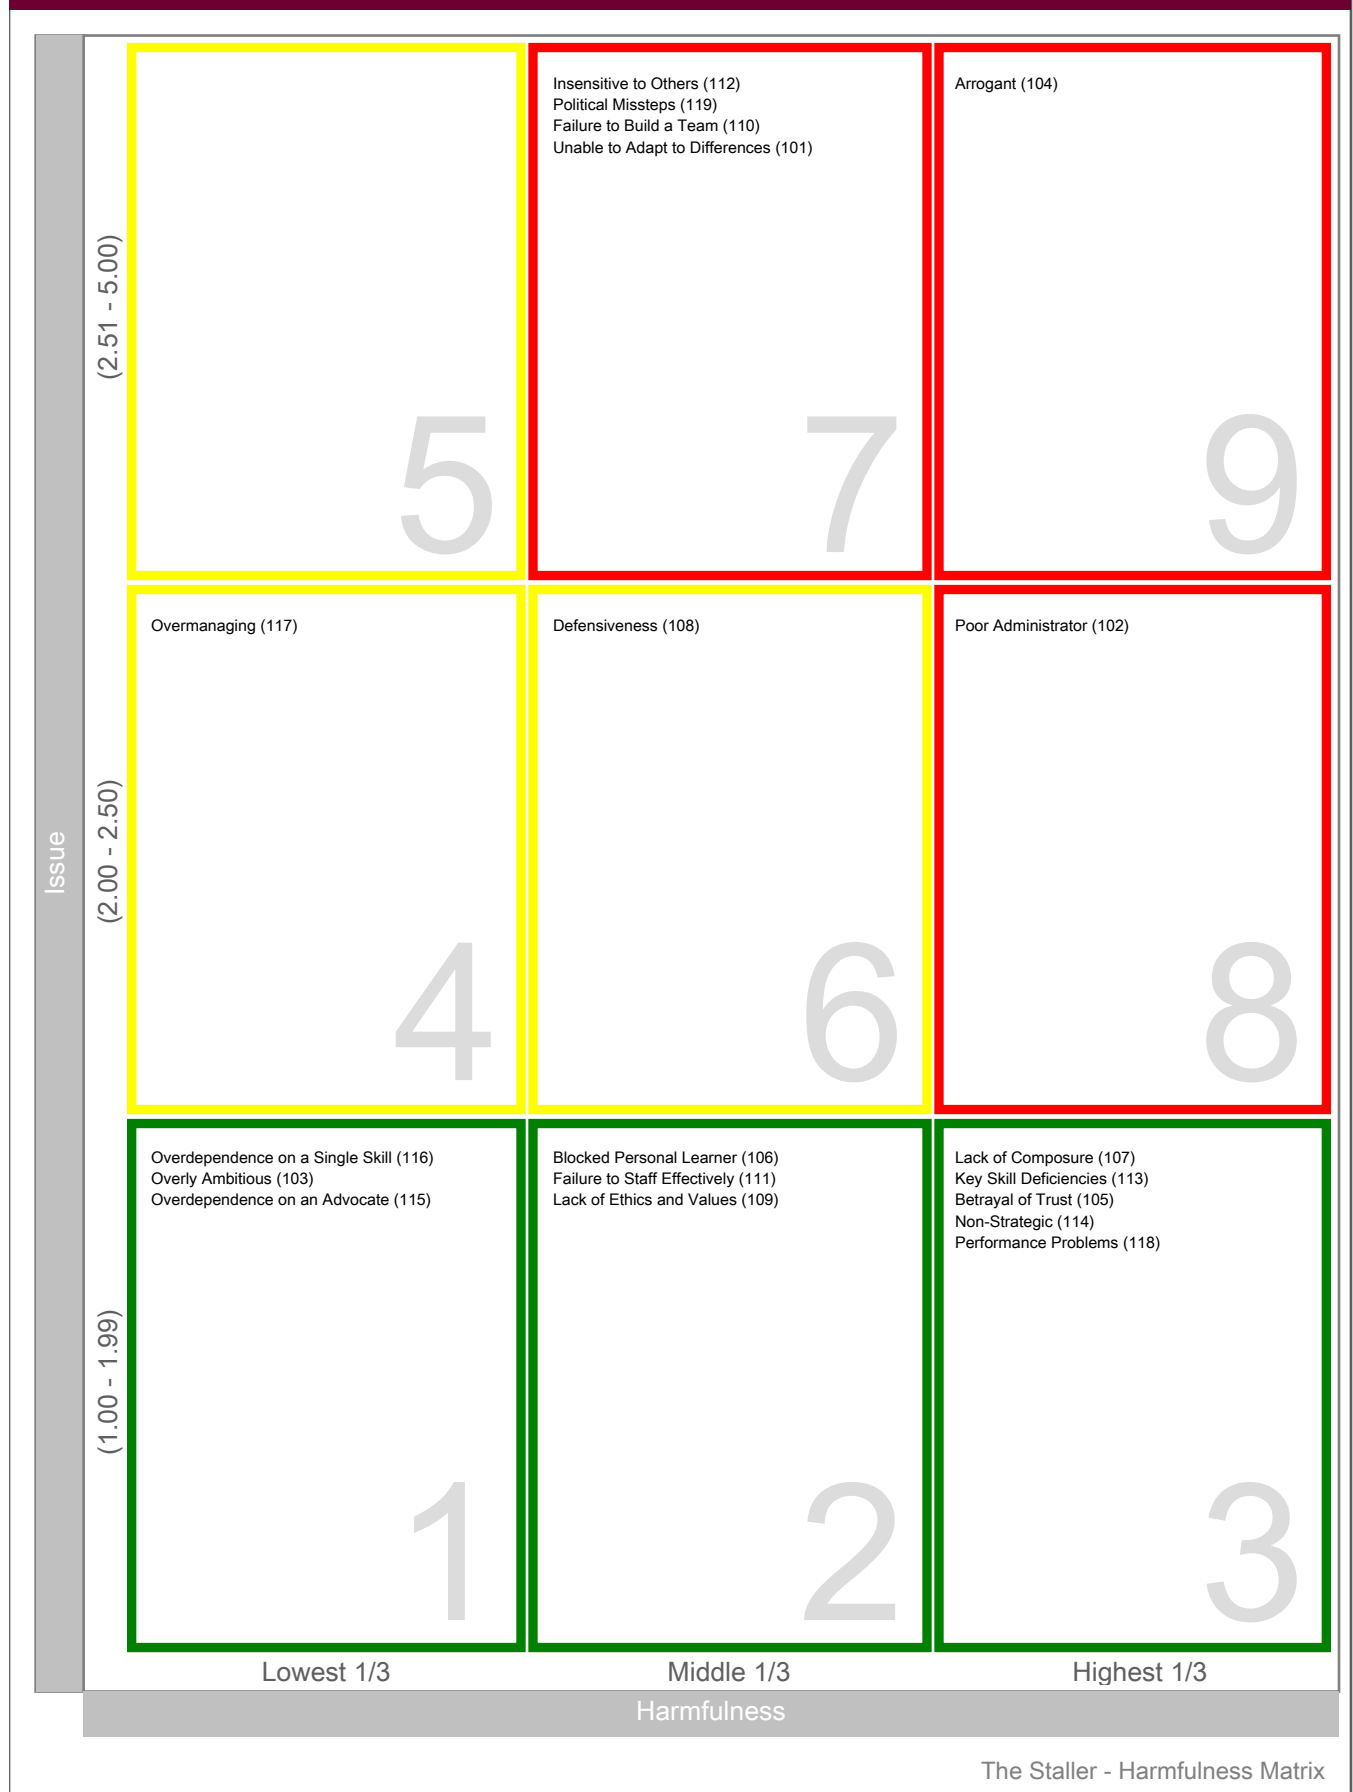 Insensitive to Others (112)
Political Missteps (119)
Failure to Build a Team (110)
Unable to Adapt to Differences (101)
Arrogant (104)
(2.51 - 5.00)
5
7
9
Overmanaging (117)
Defensiveness (108)
Poor Administrator (102)
Issue
(2.00 - 2.50)
4
6
8
Overdependence on a Single Skill (116)
Overly Ambitious (103)
Overdependence on an Advocate (115)
Blocked Personal Learner (106)
Failure to Staff Effectively (111)
Lack of Ethics and Values (109)
Lack of Composure (107)
Key Skill Deficiencies (113)
Betrayal of Trust (105)
Non-Strategic (114)
Performance Problems (118)
(1.00 - 1.99)
1
2
3
Lowest 1/3
Middle 1/3
Highest 1/3
Harmfulness
The Staller - Harmfulness Matrix